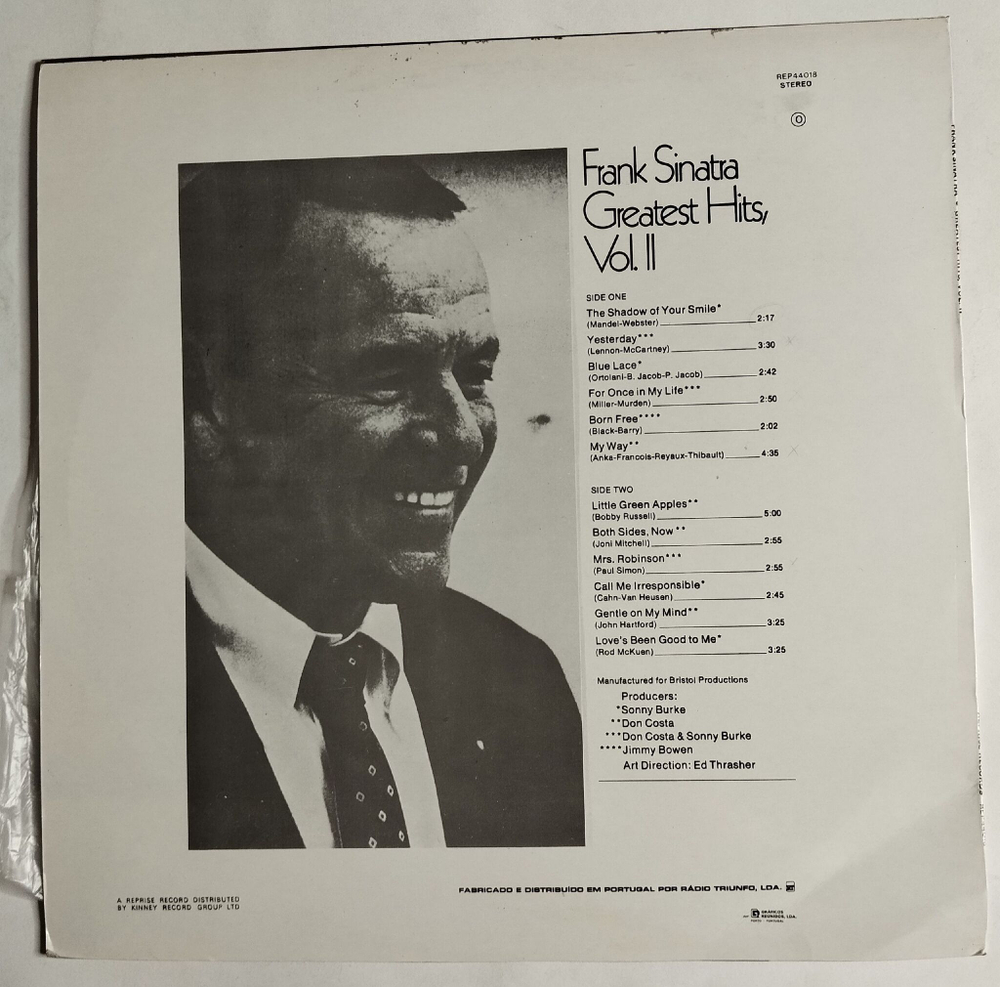 REP44018
STEREO
Frank Sinatra
Greatest Hits,
Vol. II
SIDE ONE
The Shadow of Your Smile*
(Mandel-Webster) 2:17
Yesterday***
(Lennon-McCartney) 3:30
Blue Lace*
(Ortolani-B. Jacob-P. Jacob) 2:42
For Once in My Life***
(Miller-Murden) 2:50
Born Free****
(Black-Barry) 2:02
My Way**
(Anka-Francois-Reyaux-Thibault) 4:35
SIDE TWO
Little Green Apples**
(Bobby Russell) 5:00
Both Sides, Now**
(Joni Mitchell) 2:55
Mrs. Robinson***
(Paul Simon) 2:55
Call Me Irresponsible*
(Cahn-Van Heusen) 2:45
Gentle on My Mind**
(John Hartford) 3:25
Love's Been Good to Me*
(Rod McKuen) 3:25
Manufactured for Bristol Productions
Producers:
*Sonny Burke
**Don Costa
***Don Costa & Sonny Burke
****Jimmy Bowen
Art Direction: Ed Thrasher
FABRICADO E DISTRIBUÍDO EM PORTUGAL POR RÁDIO TRIUNFO, LDA.
A REPRISE RECORD DISTRIBUTED
BY KINNEY RECORD GROUP LTD
GRÁFICOS
REUNIDOS, LDA.